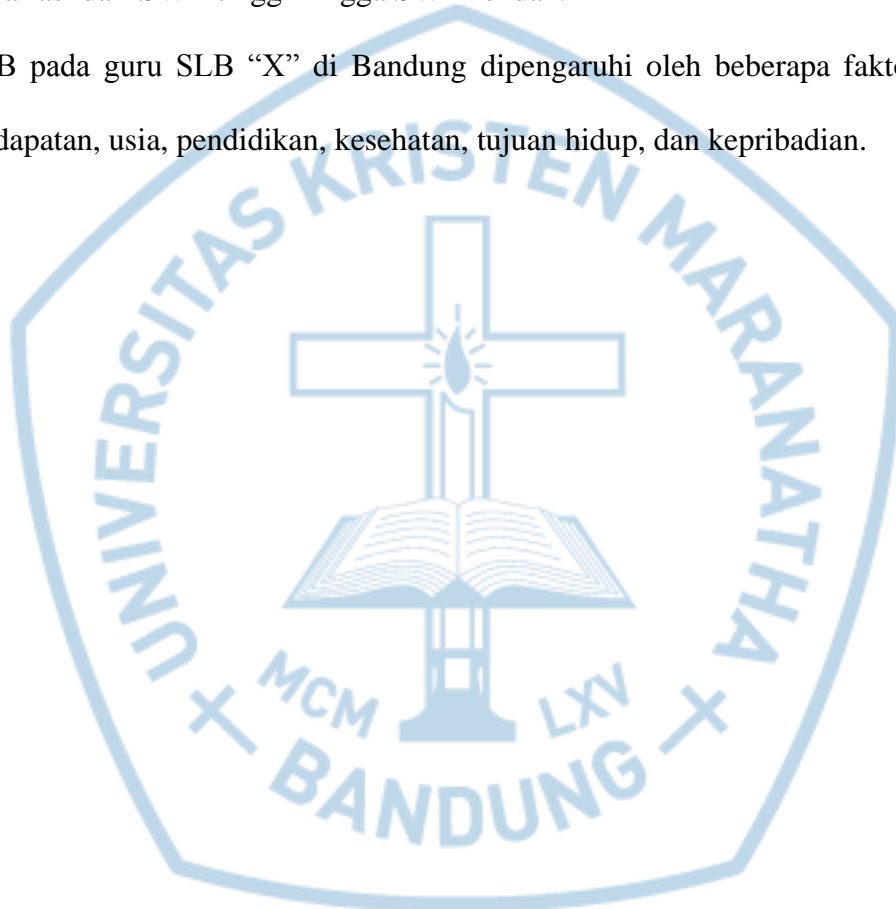 B pada guru SLB “X” di Bandung dipengaruhi oleh beberapa fakto
dapatan, usia, pendidikan, kesehatan, tujuan hidup, dan kepribadian.
UNIVERSITAS KRISTEN MARANATHA
MCM LXV
BANDUNG